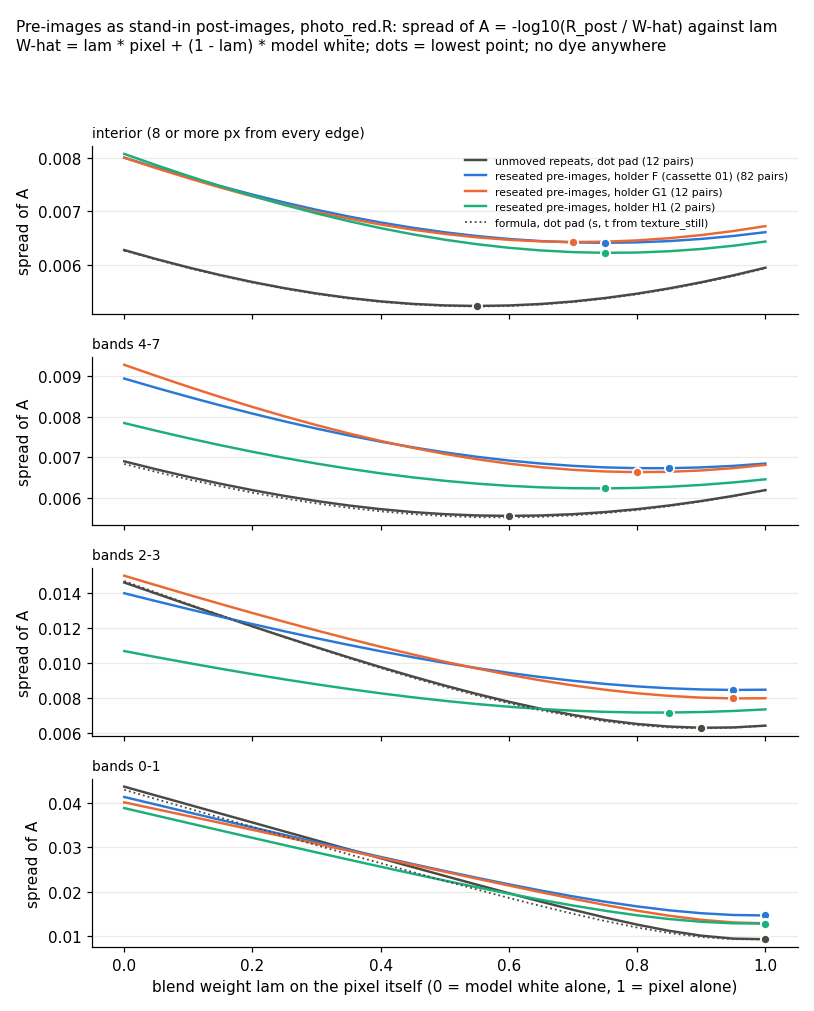 Pre-images as stand-in post-images, photo_red.R: spread of A = -log10(R_post / W-hat) against lam
W-hat = lam * pixel + (1 - lam) * model white; dots = lowest point; no dye anywhere
interior (8 or more px from every edge)
unmoved repeats, dot pad (12 pairs)
reseated pre-images, holder F (cassette 01) (82 pairs)
reseated pre-images, holder G1 (12 pairs)
reseated pre-images, holder H1 (2 pairs)
formula, dot pad (s, t from texture_still)
spread of A
0.008
0.007
0.006
bands 4-7
spread of A
0.009
0.008
0.007
0.006
bands 2-3
spread of A
0.014
0.012
0.010
0.008
0.006
bands 0-1
spread of A
0.04
0.03
0.02
0.01
0.0 0.2 0.4 0.6 0.8 1.0
blend weight lam on the pixel itself (0 = model white alone, 1 = pixel alone)